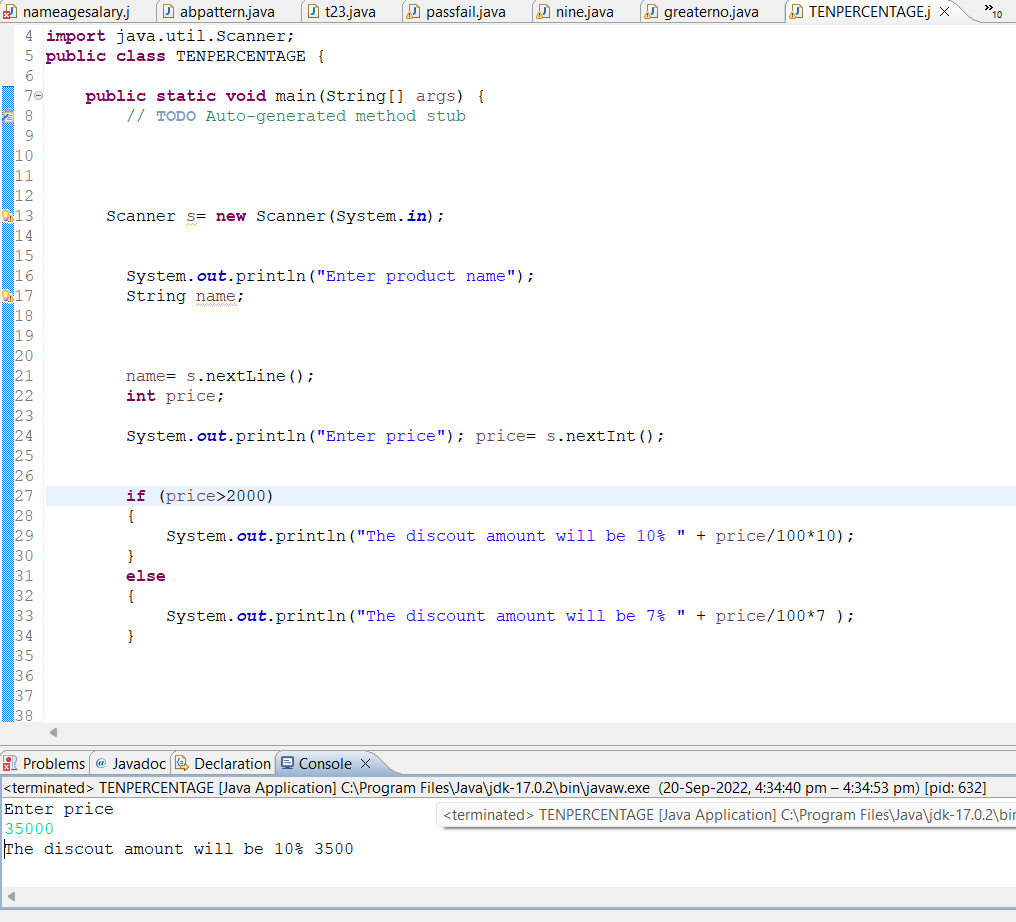 nameagesalary.j abpattern.java t23.java passfail.java nine.java greaterno.java TENPERCENTAGE.j »10
4 import java.util.Scanner;
5 public class TENPERCENTAGE {
6
7 public static void main(String[] args) {
8 // TODO Auto-generated method stub
9
10
11
12
13 Scanner s= new Scanner(System.in);
14
15
16 System.out.println("Enter product name");
17 String name;
18
19
20
21 name= s.nextLine();
22 int price;
23
24 System.out.println("Enter price"); price= s.nextInt();
25
26
27 if (price>2000)
28 {
29 System.out.println("The discout amount will be 10% " + price/100*10);
30 }
31 else
32 {
33 System.out.println("The discount amount will be 7% " + price/100*7 );
34 }
35
36
37
38
Problems @ Javadoc Declaration Console
<terminated> TENPERCENTAGE [Java Application] C:\Program Files\Java\jdk-17.0.2\bin\javaw.exe (20-Sep-2022, 4:34:40 pm – 4:34:53 pm) [pid: 632]
Enter price
<terminated> TENPERCENTAGE [Java Application] C:\Program Files\Java\jdk-17.0.2\bin
35000
The discout amount will be 10% 3500